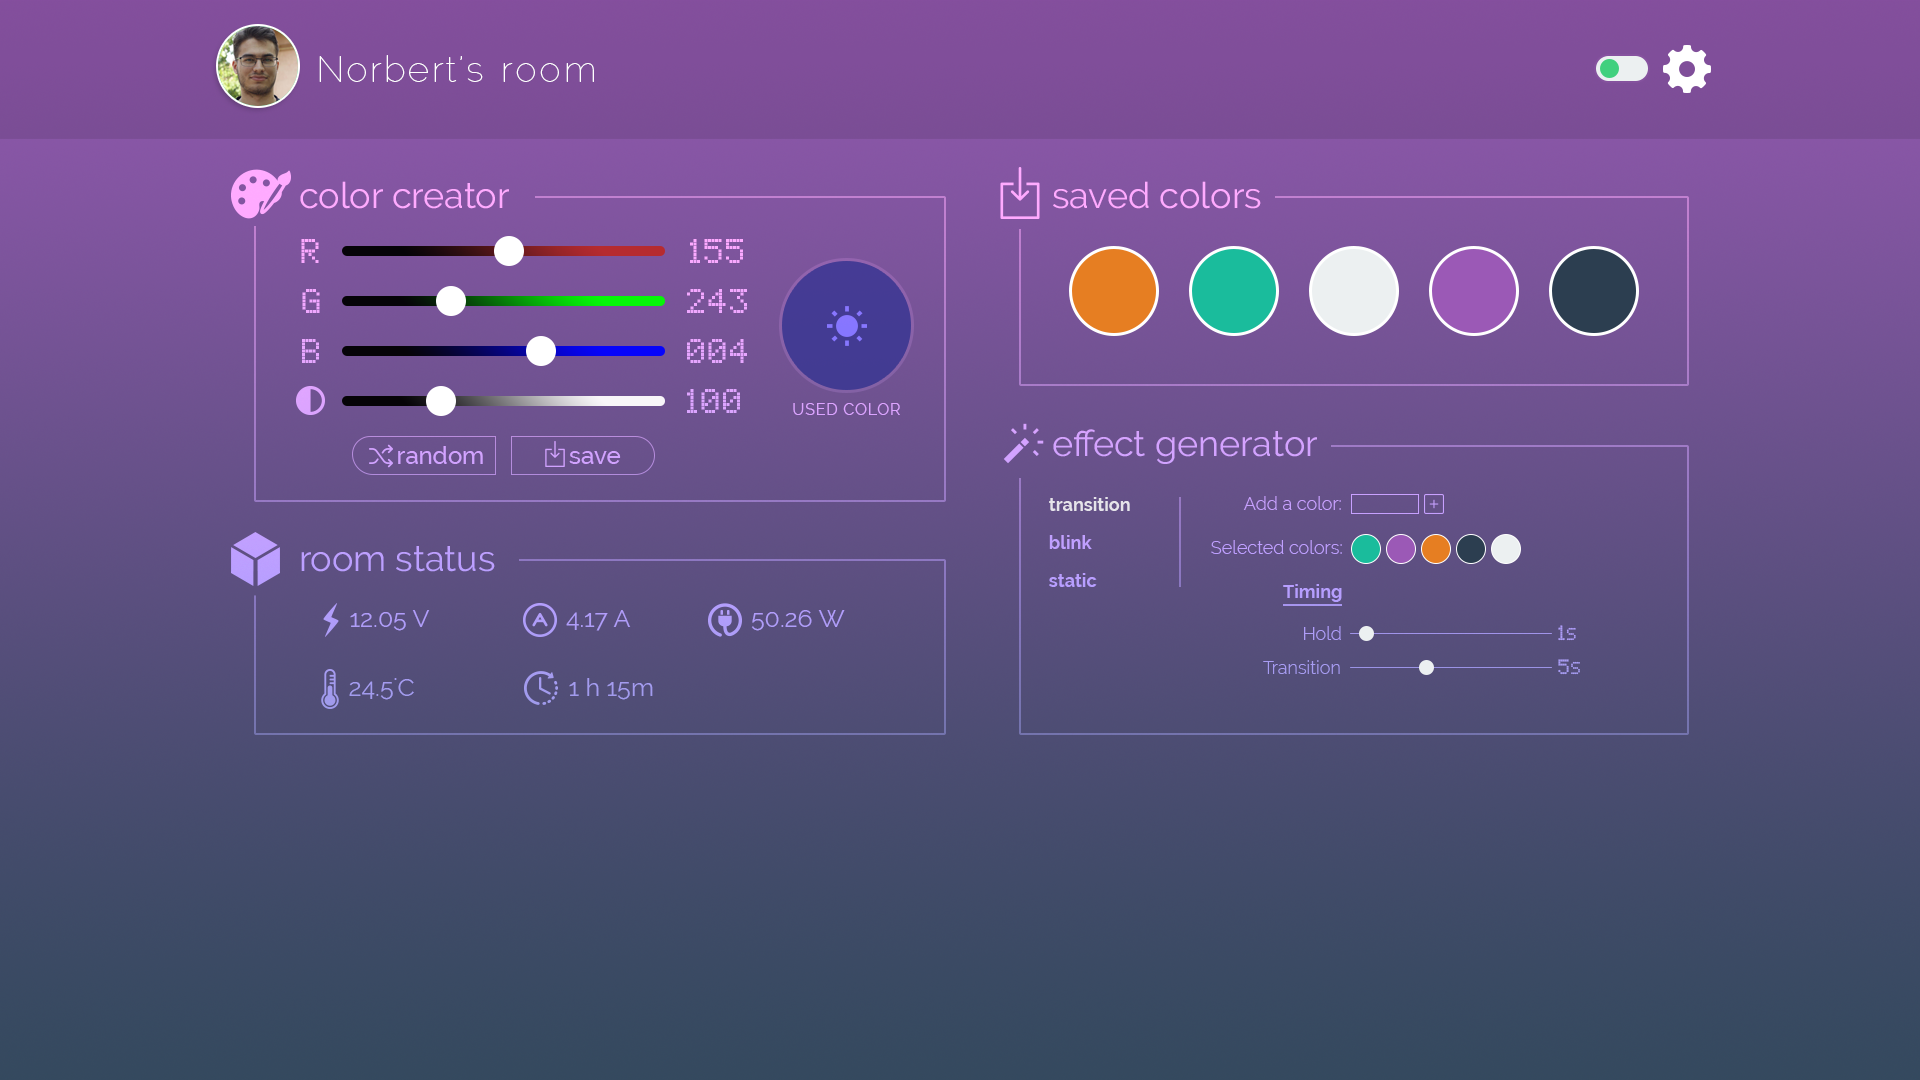 Norbert's room
color creator
R 155
G 243
B 004
100
USED COLOR
random save
room status
12.05 V 4.17 A 50.26 W
24.5°C 1 h 15m
saved colors
effect generator
transition
blink
static
Add a color: +
Selected colors:
Timing
Hold 1s
Transition 5s